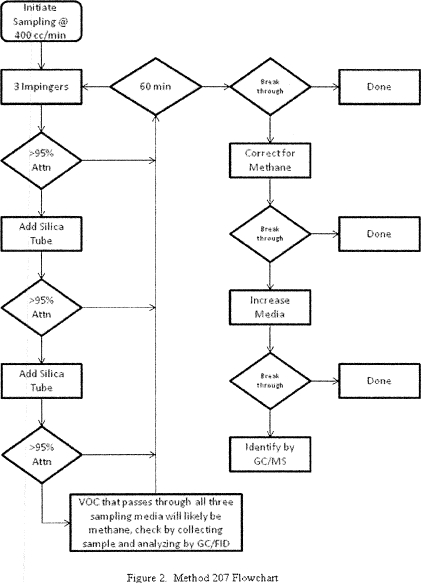 Initiate
Sampling @
400 cc/min
3 Impingers
60 min
Break
through
Done
>95%
Attn
Correct for
Methane
Add Silica
Tube
Break
through
Done
>95%
Attn
Increase
Media
Add Silica
Tube
Break
through
Done
>95%
Attn
Identify by
GC/MS
VOC that passes through all three
sampling media will likely be
methane, check by collecting
sample and analyzing by GC/FID
Figure 2. Method 207 Flowchart